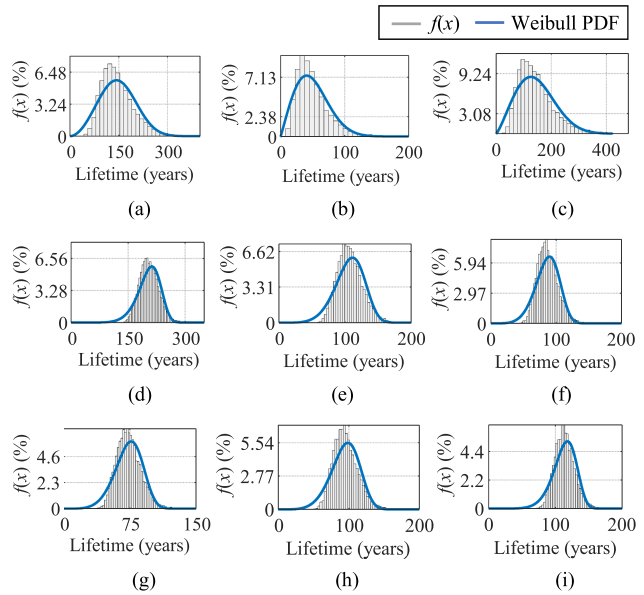 f(x) Weibull PDF
f(x) (%)
6.48
3.24
0
0 150 300
Lifetime (years)
(a)
f(x) (%)
7.13
2.38
0
0 100 200
Lifetime (years)
(b)
f(x) (%)
9.24
3.08
0 200 400
Lifetime (years)
(c)
f(x) (%)
6.56
3.28
0
0 150 300
Lifetime (years)
(d)
f(x) (%)
6.62
3.31
0
0 100 200
Lifetime (years)
(e)
f(x) (%)
5.94
2.97
0
0 100 200
Lifetime (years)
(f)
f(x) (%)
4.6
2.3
0
0 75 150
Lifetime (years)
(g)
f(x) (%)
5.54
2.77
0
0 100 200
Lifetime (years)
(h)
f(x) (%)
4.4
2.2
0
0 100 200
Lifetime (years)
(i)